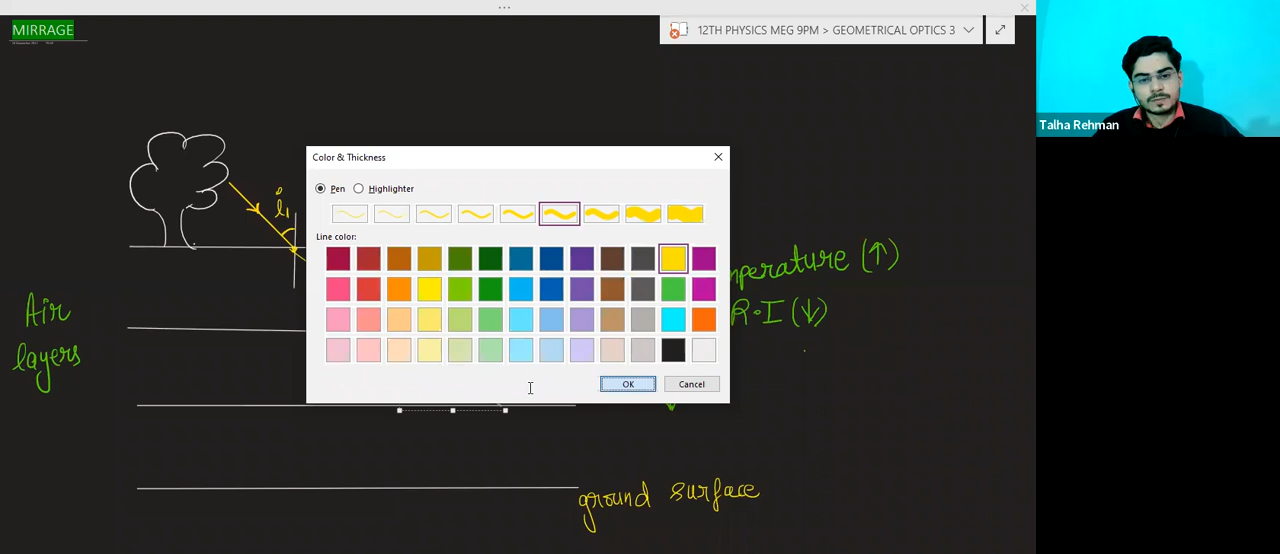 MIRRAGE
12TH PHYSICS MEG 9PM > GEOMETRICAL OPTICS 3
Talha Rehman
Color & Thickness
Pen
Highlighter
Line color:
i1
mperature (↑)
R·I (↓)
Air
layers
OK
Cancel
ground surface